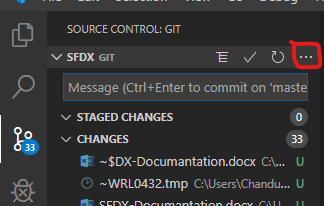 SOURCE CONTROL: GIT
SFDX GIT
Message (Ctrl+Enter to commit on 'maste
STAGED CHANGES 0
CHANGES 33
~$DX-Documantation.docx C:\... U
~WRL0432.tmp C:\Users\Chandu... U
SFDX-Documantation.docx C:\... U
33